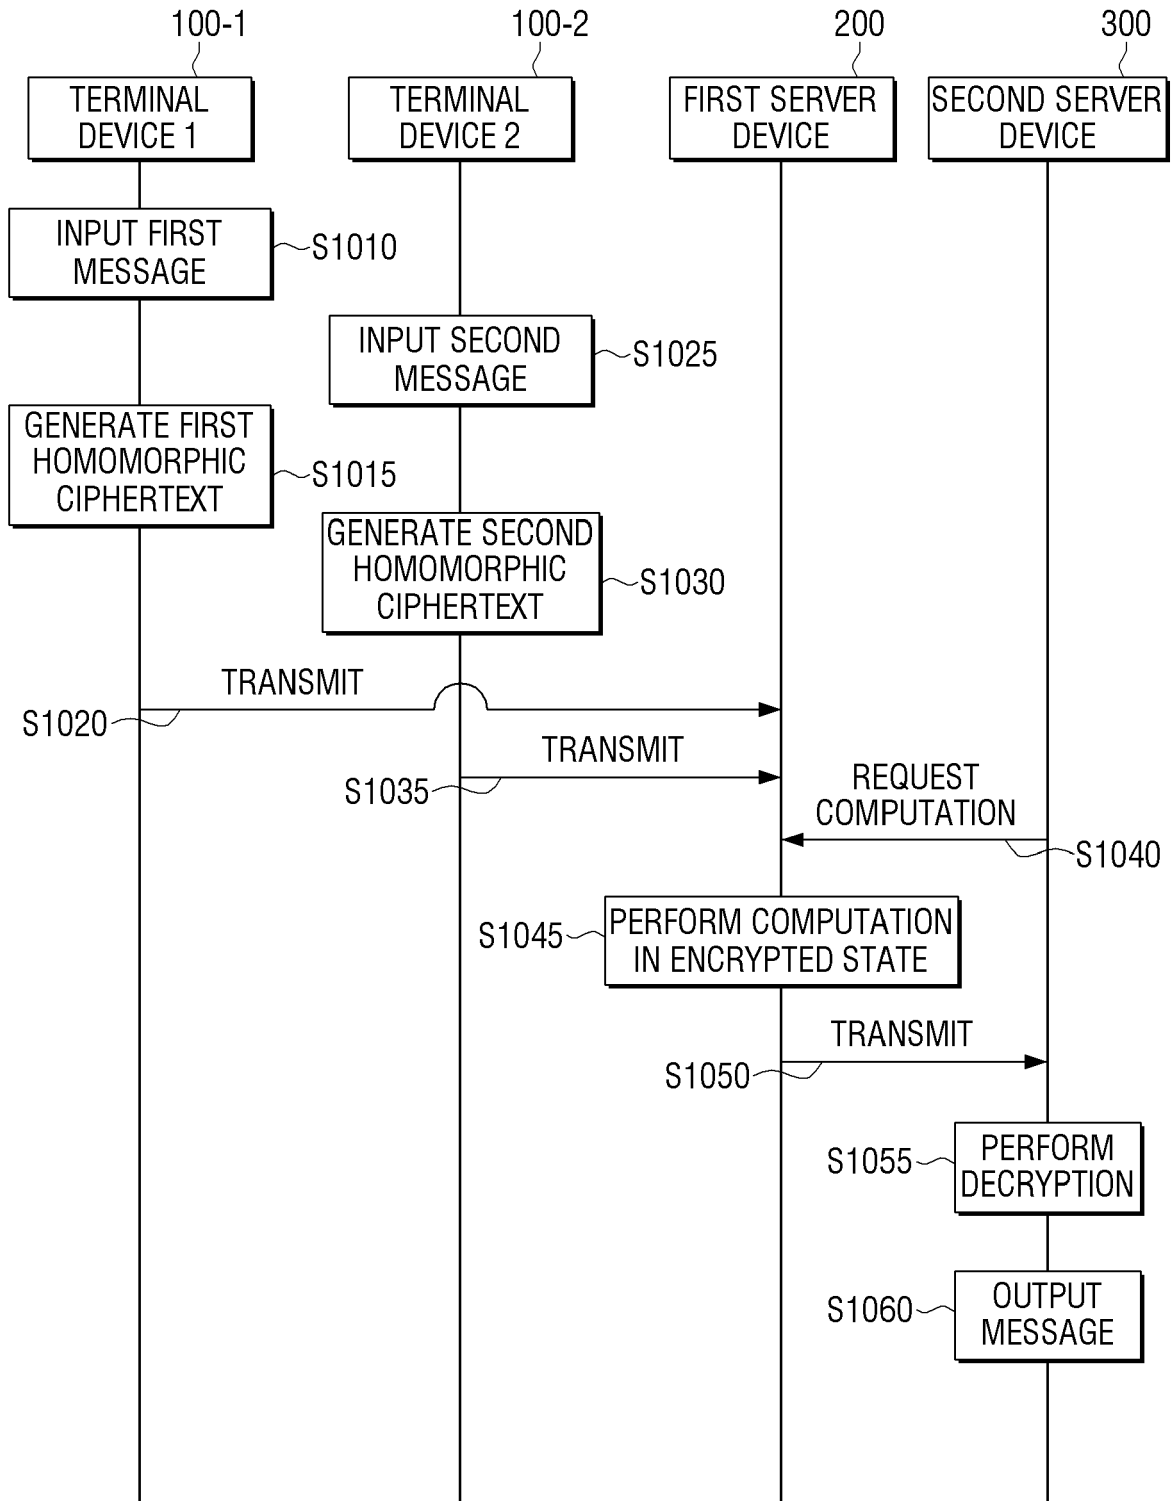 100-1
100-2
200
300
TERMINAL
DEVICE 1
TERMINAL
DEVICE 2
FIRST SERVER
DEVICE
SECOND SERVER
DEVICE
INPUT FIRST
MESSAGE
S1010
INPUT SECOND
MESSAGE
S1025
GENERATE FIRST
HOMOMORPHIC
CIPHERTEXT
S1015
GENERATE SECOND
HOMOMORPHIC
CIPHERTEXT
S1030
TRANSMIT
S1020
TRANSMIT
S1035
REQUEST
COMPUTATION
S1040
S1045
PERFORM COMPUTATION
IN ENCRYPTED STATE
TRANSMIT
S1050
S1055
PERFORM
DECRYPTION
S1060
OUTPUT
MESSAGE